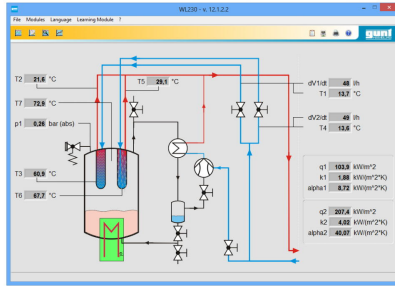 WL230 - v. 12.1.2.2
File Modules Language Learning Module ?
gunt
T2 21,6 °C
T5 29,1 °C
dV1/dt 48 l/h
T1 13,7 °C
T7 72,9 °C
p1 0,26 bar (abs)
dV2/dt 49 l/h
T4 13,6 °C
T3 60,9 °C
T6 67,7 °C
q1 103,9 kW/m^2
k1 1,88 kW/(m^2*K)
alpha1 8,72 kW/(m^2*K)
q2 207,4 kW/m^2
k2 4,02 kW/(m^2*K)
alpha2 40,07 kW/(m^2*K)